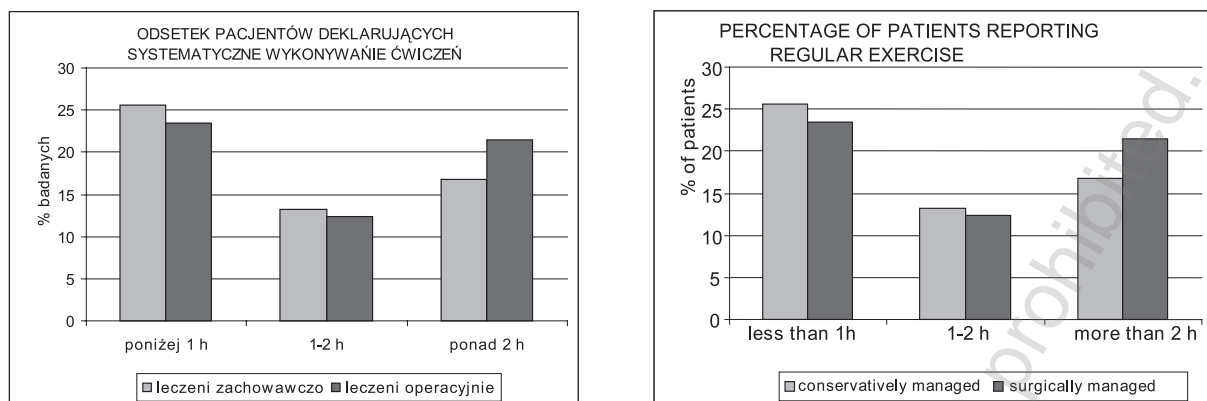 ODSETEK PACJENTÓW DEKLARUJĄCYCH
SYSTEMATYCZNE WYKONYWAŃIE ĆWICZEŃ
30
25
20
15
10
5
0
% badanych
poniżej 1 h
1-2 h
ponad 2 h
leczeni zachowawczo
leczeni operacyjnie
PERCENTAGE OF PATIENTS REPORTING
REGULAR EXERCISE
30
25
20
15
10
5
0
% of patients
less than 1h
1-2 h
more than 2 h
conservatively managed
surgically managed
prohibited.